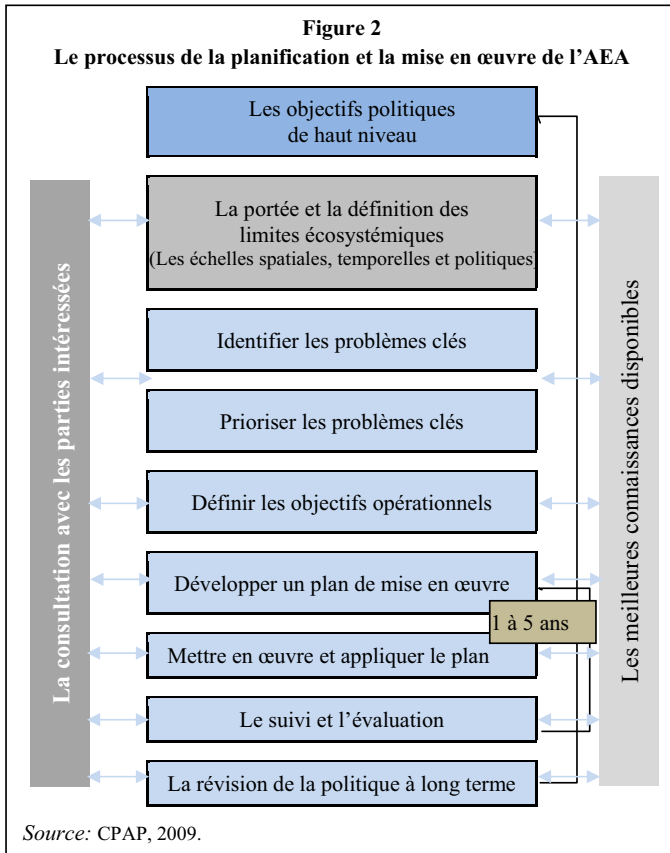 Figure 2
Le processus de la planification et la mise en œuvre de l’AEA
Les objectifs politiques
de haut niveau
La consultation avec les parties intéressées
La portée et la définition des
limites écosystémiques
(Les échelles spatiales, temporelles et politiques)
Identifier les problèmes clés
Prioriser les problèmes clés
Définir les objectifs opérationnels
Développer un plan de mise en œuvre
1 à 5 ans
Mettre en œuvre et appliquer le plan
Le suivi et l’évaluation
La révision de la politique à long terme
Les meilleures connaissances disponibles
Source: CPAP, 2009.